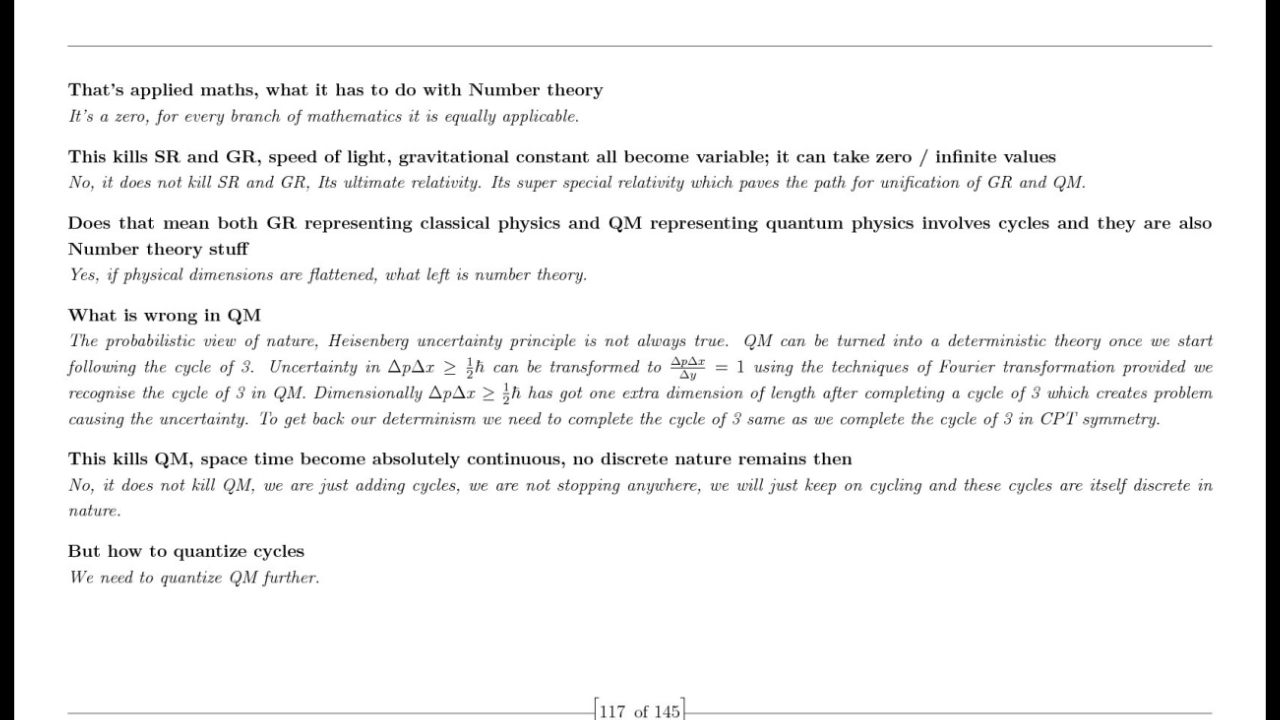 That's applied maths, what it has to do with Number theory
It's a zero, for every branch of mathematics it is equally applicable.
This kills SR and GR, speed of light, gravitational constant all become variable; it can take zero / infinite values
No, it does not kill SR and GR, Its ultimate relativity. Its super special relativity which paves the path for unification of GR and QM.
Does that mean both GR representing classical physics and QM representing quantum physics involves cycles and they are also
Number theory stuff
Yes, if physical dimensions are flattened, what left is number theory.
What is wrong in QM
The probabilistic view of nature, Heisenberg uncertainty principle is not always true. QM can be turned into a deterministic theory once we start
following the cycle of 3. Uncertainty in ΔpΔx ≥ ½ħ can be transformed to ΔpΔx/Δy = 1 using the techniques of Fourier transformation provided we
recognise the cycle of 3 in QM. Dimensionally ΔpΔx ≥ ½ħ has got one extra dimension of length after completing a cycle of 3 which creates problem
causing the uncertainty. To get back our determinism we need to complete the cycle of 3 same as we complete the cycle of 3 in CPT symmetry.
This kills QM, space time become absolutely continuous, no discrete nature remains then
No, it does not kill QM, we are just adding cycles, we are not stopping anywhere, we will just keep on cycling and these cycles are itself discrete in
nature.
But how to quantize cycles
We need to quantize QM further.
[117 of 145]